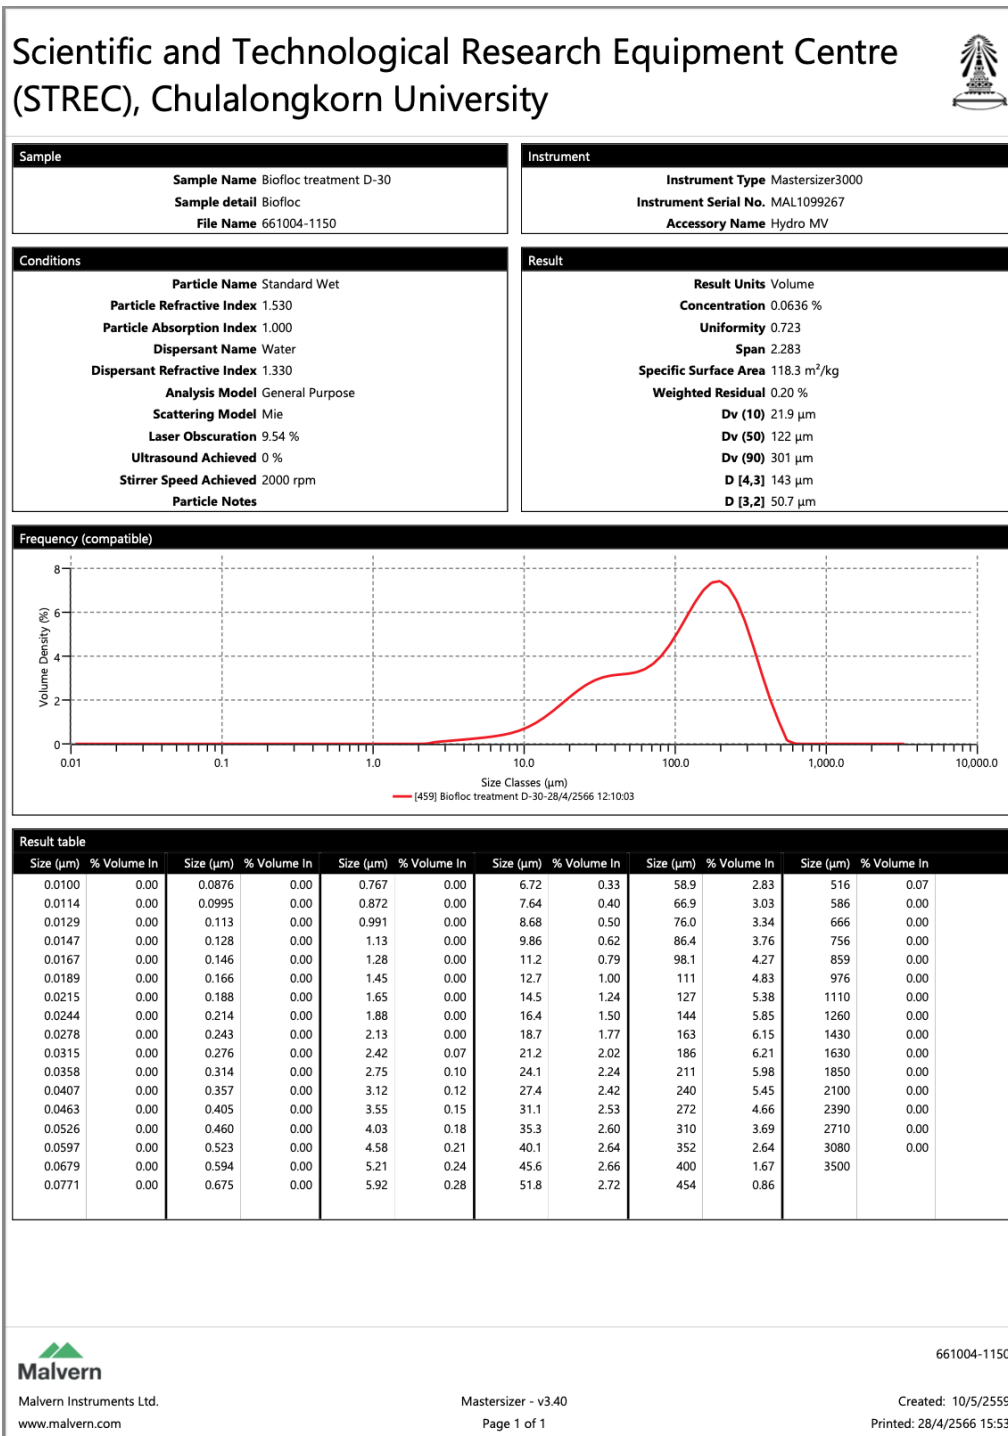 Scientific and Technological Research Equipment Centre
(STREC), Chulalongkorn University
Sample
Sample Name Biofloc treatment D-30
Sample detail Biofloc
File Name 661004-1150
Instrument
Instrument Type Mastersizer3000
Instrument Serial No. MAL1099267
Accessory Name Hydro MV
Conditions
Particle Name Standard Wet
Particle Refractive Index 1.530
Particle Absorption Index 1.000
Dispersant Name Water
Dispersant Refractive Index 1.330
Analysis Model General Purpose
Scattering Model Mie
Laser Obscuration 9.54 %
Ultrasound Achieved 0 %
Stirrer Speed Achieved 2000 rpm
Particle Notes
Result
Result Units Volume
Concentration 0.0636 %
Uniformity 0.723
Span 2.283
Specific Surface Area 118.3 m²/kg
Weighted Residual 0.20 %
Dv (10) 21.9 µm
Dv (50) 122 µm
Dv (90) 301 µm
D [4,3] 143 µm
D [3,2] 50.7 µm
Frequency (compatible)
Volume Density (%)
8
6
4
2
0
0.01 0.1 1.0 10.0 100.0 1,000.0 10,000.0
Size Classes (µm)
[459] Biofloc treatment D-30-28/4/2566 12:10:03
Result table
Size (µm) % Volume In Size (µm) % Volume In Size (µm) % Volume In Size (µm) % Volume In Size (µm) % Volume In Size (µm) % Volume In
0.0100 0.00 0.0876 0.00 0.767 0.00 6.72 0.33 58.9 2.83 516 0.07
0.0114 0.00 0.0995 0.00 0.872 0.00 7.64 0.40 66.9 3.03 586 0.00
0.0129 0.00 0.113 0.00 0.991 0.00 8.68 0.50 76.0 3.34 666 0.00
0.0147 0.00 0.128 0.00 1.13 0.00 9.86 0.62 86.4 3.76 756 0.00
0.0167 0.00 0.146 0.00 1.28 0.00 11.2 0.79 98.1 4.27 859 0.00
0.0189 0.00 0.166 0.00 1.45 0.00 12.7 1.00 111 4.83 976 0.00
0.0215 0.00 0.188 0.00 1.65 0.00 14.5 1.24 127 5.38 1110 0.00
0.0244 0.00 0.214 0.00 1.88 0.00 16.4 1.50 144 5.85 1260 0.00
0.0278 0.00 0.243 0.00 2.13 0.00 18.7 1.77 163 6.15 1430 0.00
0.0315 0.00 0.276 0.00 2.42 0.07 21.2 2.02 186 6.21 1630 0.00
0.0358 0.00 0.314 0.00 2.75 0.10 24.1 2.24 211 5.98 1850 0.00
0.0407 0.00 0.357 0.00 3.12 0.12 27.4 2.42 240 5.45 2100 0.00
0.0463 0.00 0.405 0.00 3.55 0.15 31.1 2.53 272 4.66 2390 0.00
0.0526 0.00 0.460 0.00 4.03 0.18 35.3 2.60 310 3.69 2710 0.00
0.0597 0.00 0.523 0.00 4.58 0.21 40.1 2.64 352 2.64 3080 0.00
0.0679 0.00 0.594 0.00 5.21 0.24 45.6 2.66 400 1.67 3500
0.0771 0.00 0.675 0.00 5.92 0.28 51.8 2.72 454 0.86
Malvern
661004-1150
Malvern Instruments Ltd.
Mastersizer - v3.40
Created: 10/5/2559
www.malvern.com
Page 1 of 1
Printed: 28/4/2566 15:53